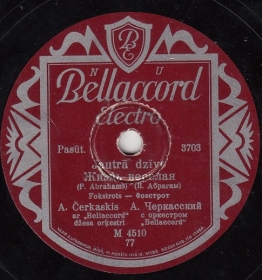 N U
Bellaccord
Electro
Pasūt. 3703
Jautrā dzīve
Жизнь веселая
(P. Abrahams) (П. Абрагам)
Fokstrots — Фокстрот
A. Čerkaskis — А. Черкасский
ar „Bellaccord" с оркестром
džesa orķestri „Bellaccord"
M 4510
77